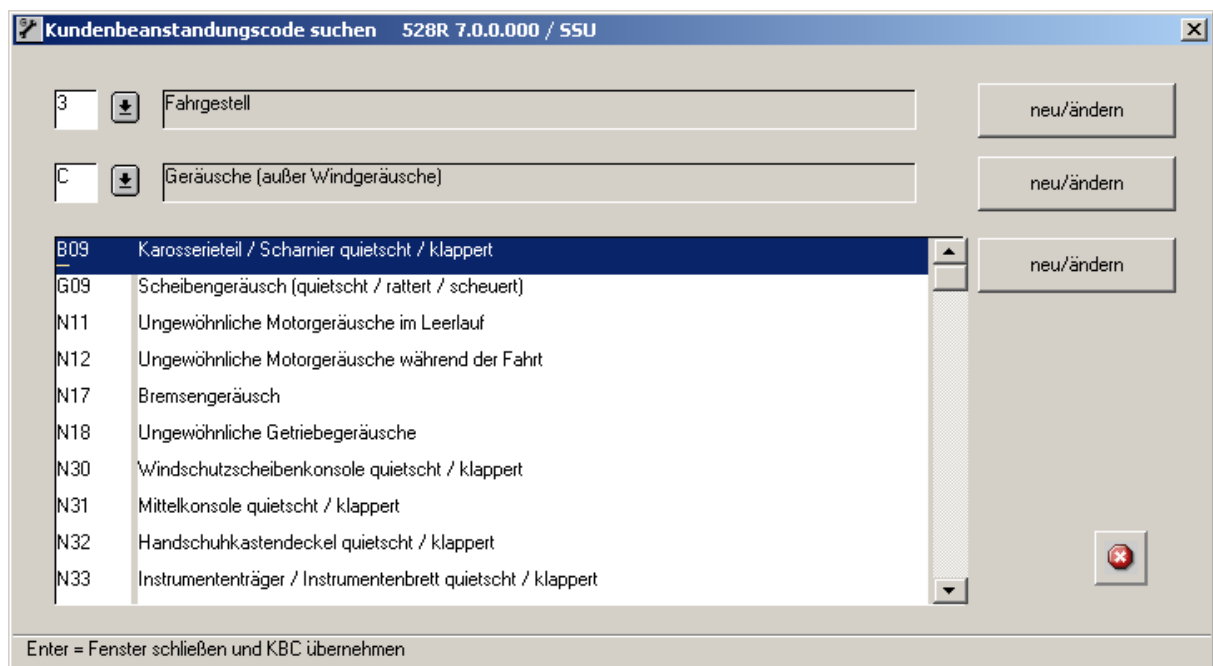 Kundenbeanstandungscode suchen 528R 7.0.0.000 / SSU
3 Fahrgestell neu/ändern
C Geräusche (außer Windgeräusche) neu/ändern
B09 Karosserieteil / Scharnier quietscht / klappert neu/ändern
G09 Scheibengeräusch (quietscht / rattert / scheuert)
N11 Ungewöhnliche Motorgeräusche im Leerlauf
N12 Ungewöhnliche Motorgeräusche während der Fahrt
N17 Bremsengeräusch
N18 Ungewöhnliche Getriebegeräusche
N30 Windschutzscheibenkonsole quietscht / klappert
N31 Mittelkonsole quietscht / klappert
N32 Handschuhkastendeckel quietscht / klappert
N33 Instrumententräger / Instrumentenbrett quietscht / klappert
Enter = Fenster schließen und KBC übernehmen